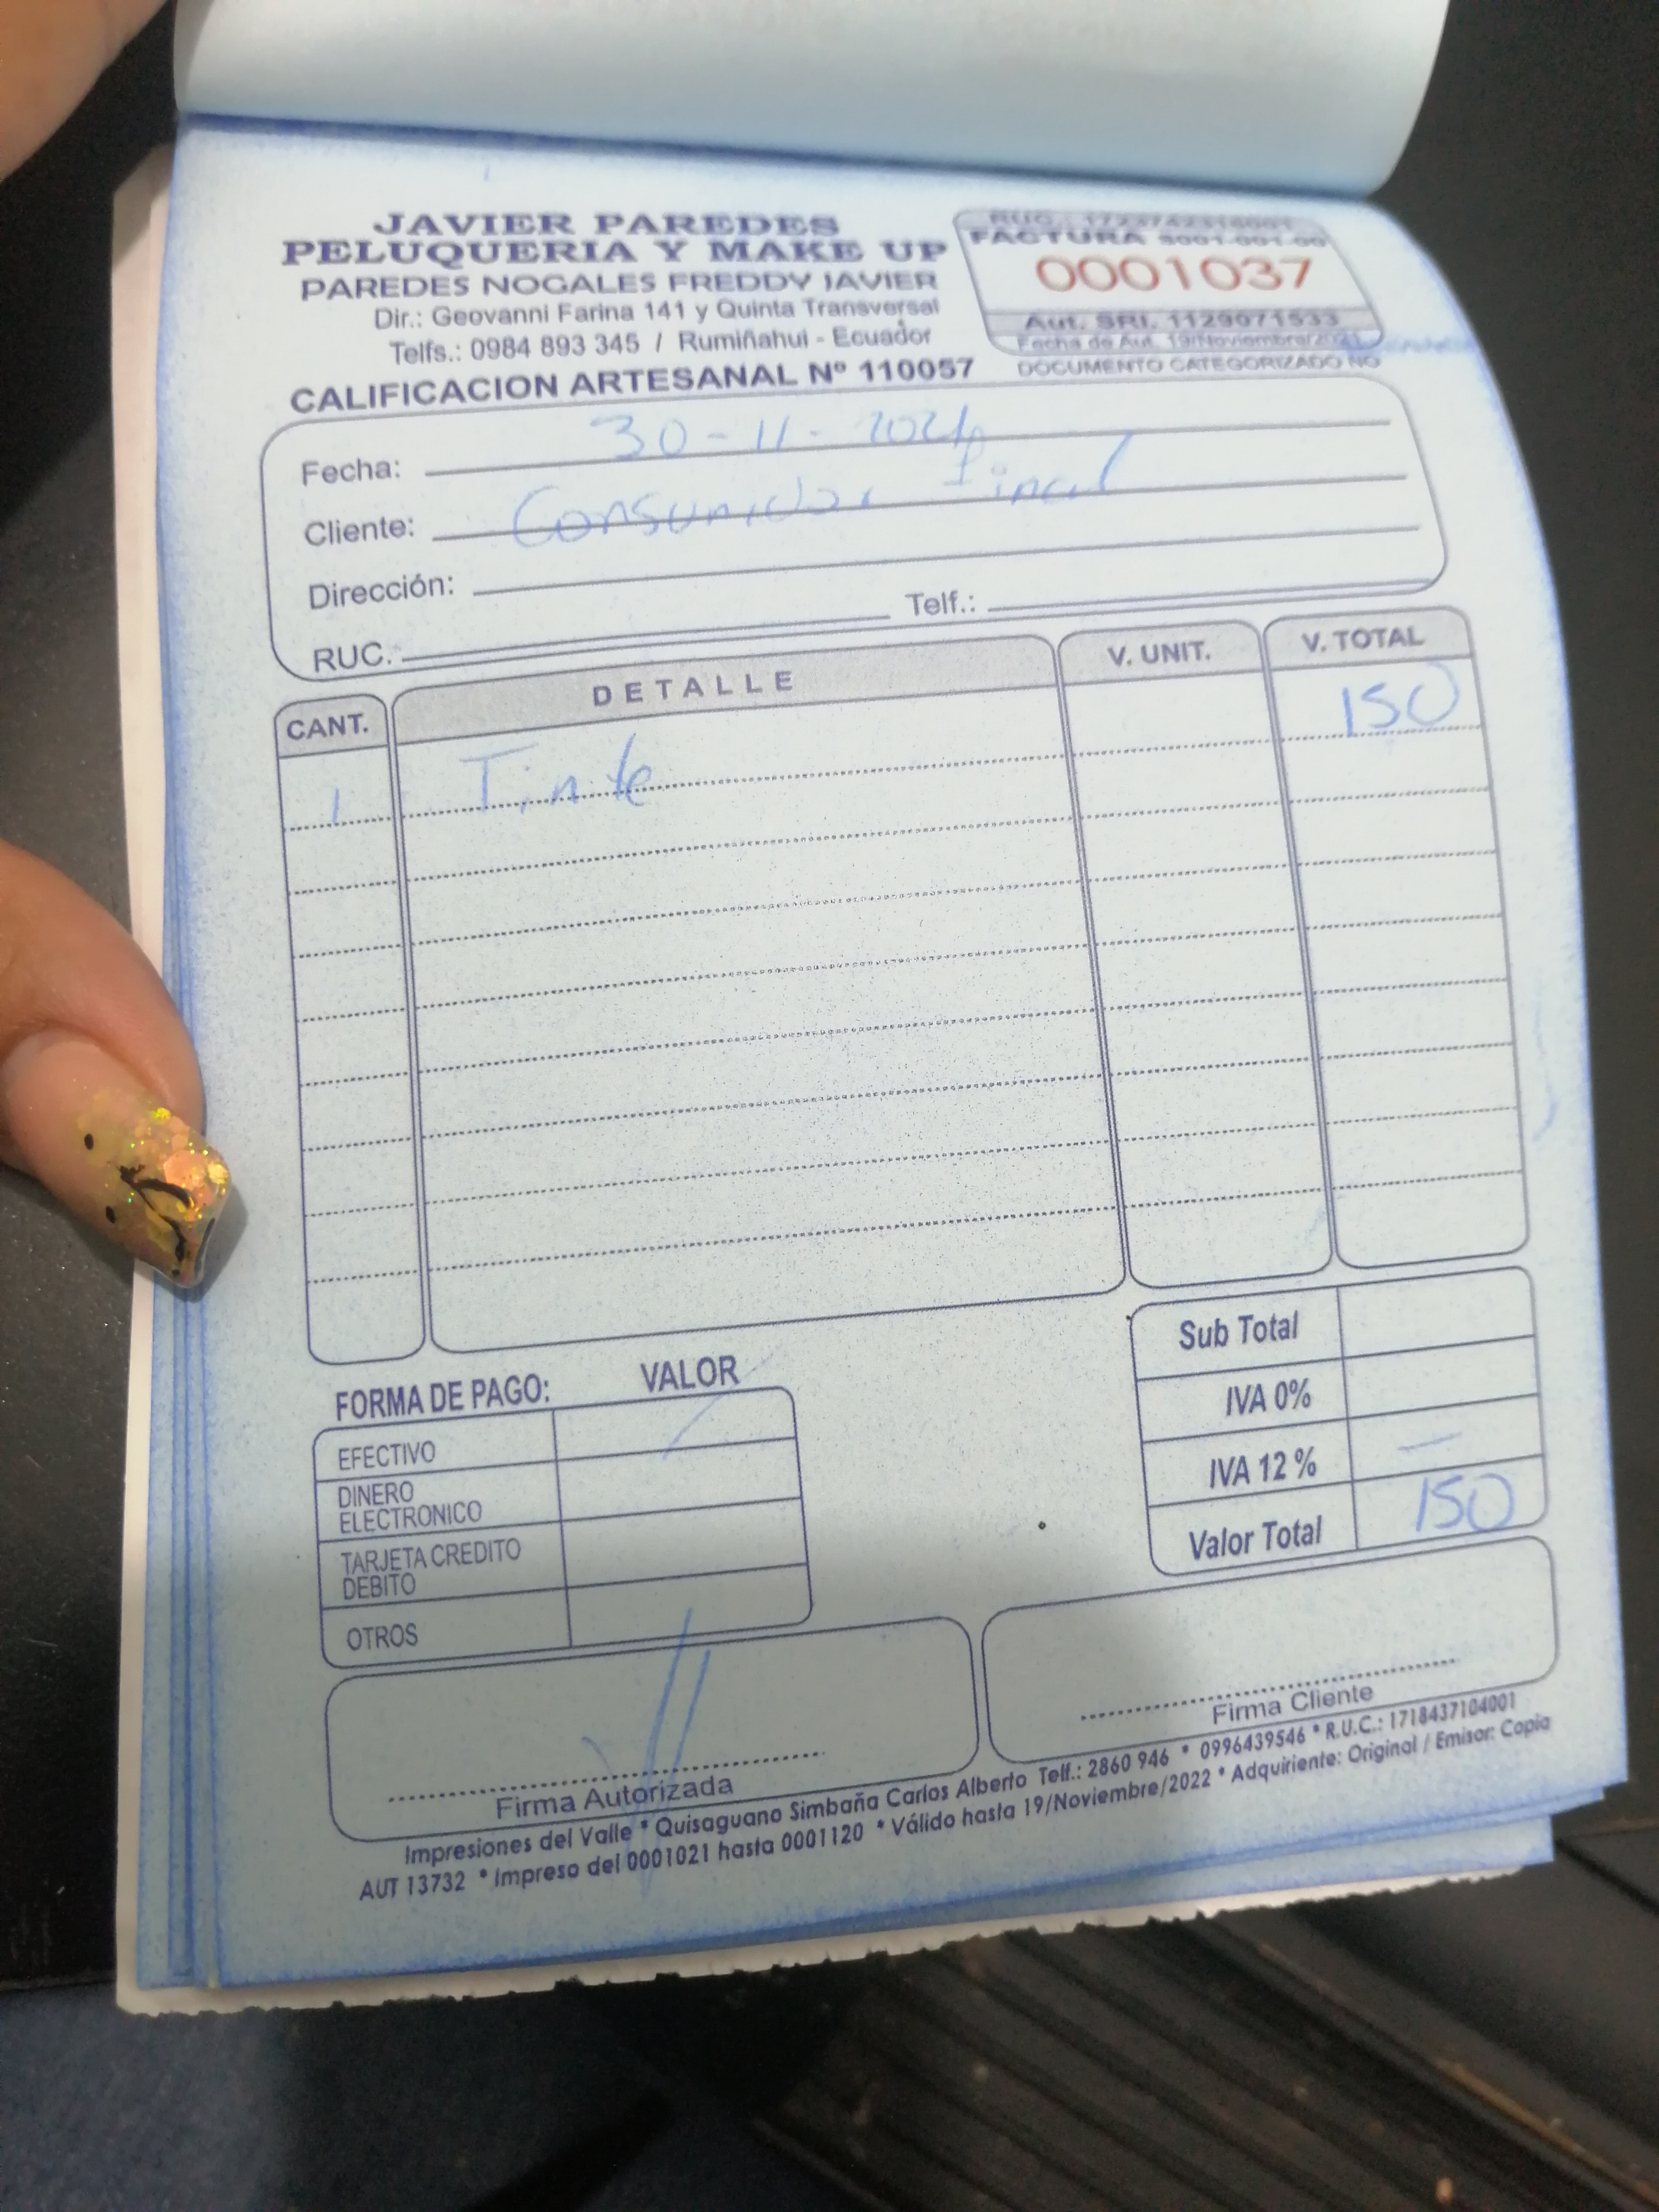 JAVIER PAREDES
PELUQUERIA Y MAKE UP
PAREDES NOGALES FREDDY JAVIER
Dir.: Geovanni Farina 141 y Quinta Transversal
Telfs.: 0984 893 345 / Rumiñahui - Ecuador
CALIFICACION ARTESANAL Nº 110057
RUC.:
FACTURA S001-001-00
0001037
Aut. SRI. 1129071533
Fecha de Aut. 19/Noviembre/2021
DOCUMENTO CATEGORIZADO NO
Fecha: 30-11-
Cliente: Consumidor Final
Dirección:
RUC. Telf.:
CANT. DETALLE V. UNIT. V. TOTAL
1 Tinte 150
Sub Total
IVA 0%
IVA 12 % —
Valor Total 150
FORMA DE PAGO: VALOR
EFECTIVO
DINERO
ELECTRONICO
TARJETA CREDITO
DEBITO
OTROS
Firma Autorizada
Firma Cliente
Impresiones del Valle * Quisaguano Simbaña Carlos Alberto Telf.: 2860 946 * 0996439546 * R.U.C.: 1718437104001
AUT 13732 * Impreso del 0001021 hasta 0001120 * Válido hasta 19/Noviembre/2022 * Adquiriente: Original / Emisor: Copia